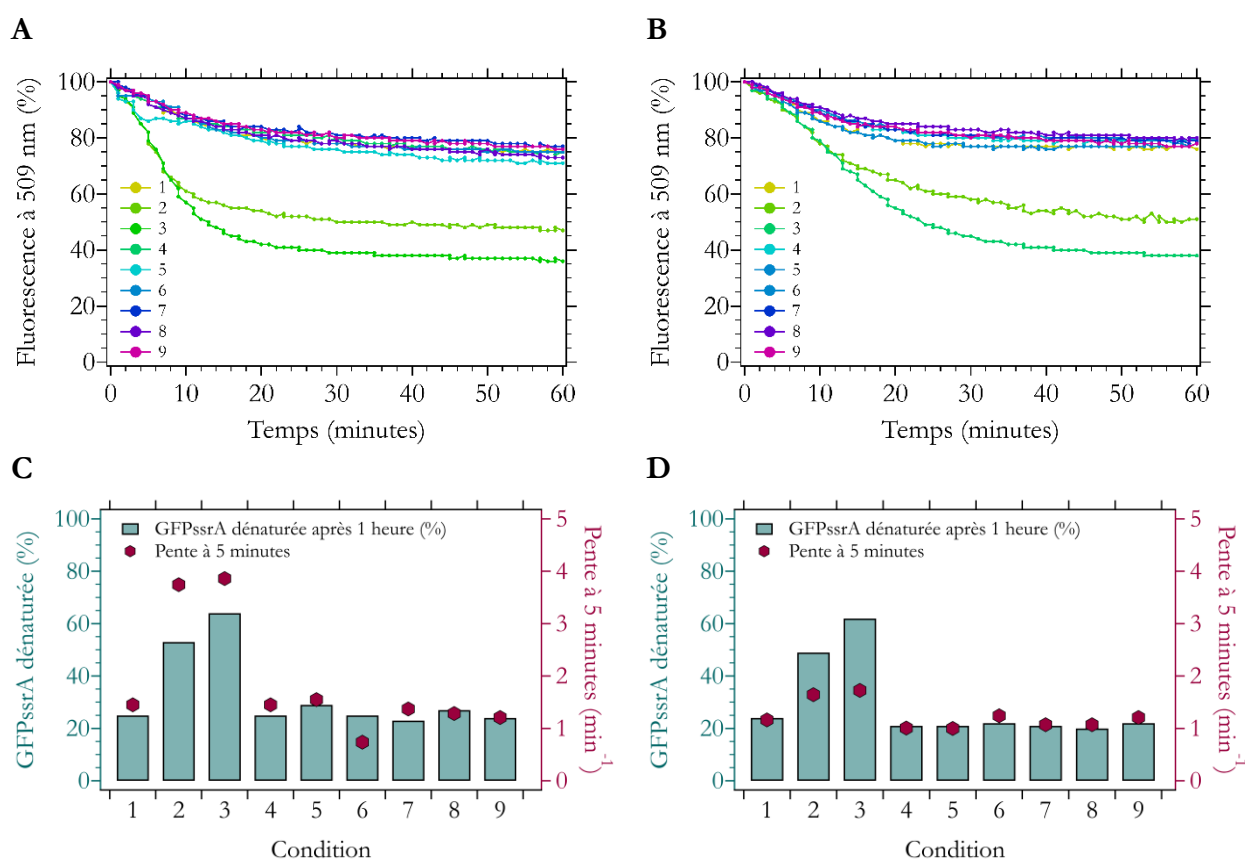 A
Fluorescence à 509 nm (%)
100
80
60
40
20
0
1
2
3
4
5
6
7
8
9
0 10 20 30 40 50 60
Temps (minutes)
B
Fluorescence à 509 nm (%)
100
80
60
40
20
0
1
2
3
4
5
6
7
8
9
0 10 20 30 40 50 60
Temps (minutes)
C
GFPssrA dénaturée (%)
100
80
60
40
20
0
GFPssrA dénaturée après 1 heure (%)
Pente à 5 minutes
5
4
3
2
1
0
Pente à 5 minutes (min⁻¹)
1 2 3 4 5 6 7 8 9
Condition
D
GFPssrA dénaturée (%)
100
80
60
40
20
0
GFPssrA dénaturée après 1 heure (%)
Pente à 5 minutes
5
4
3
2
1
0
Pente à 5 minutes (min⁻¹)
1 2 3 4 5 6 7 8 9
Condition